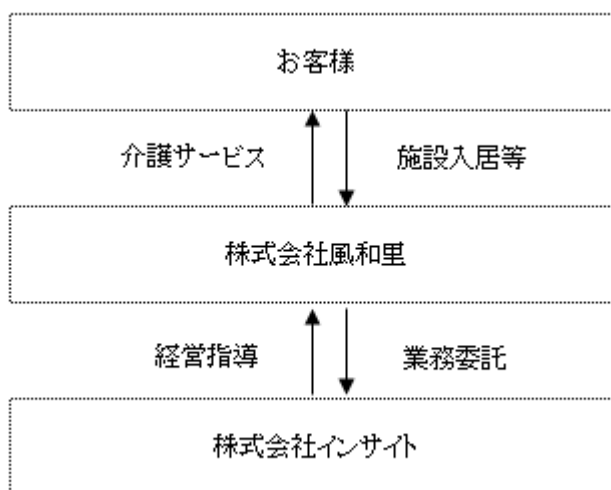 お客様
介護サービス
施設入居等
株式会社風和里
経営指導
業務委託
株式会社インサイト